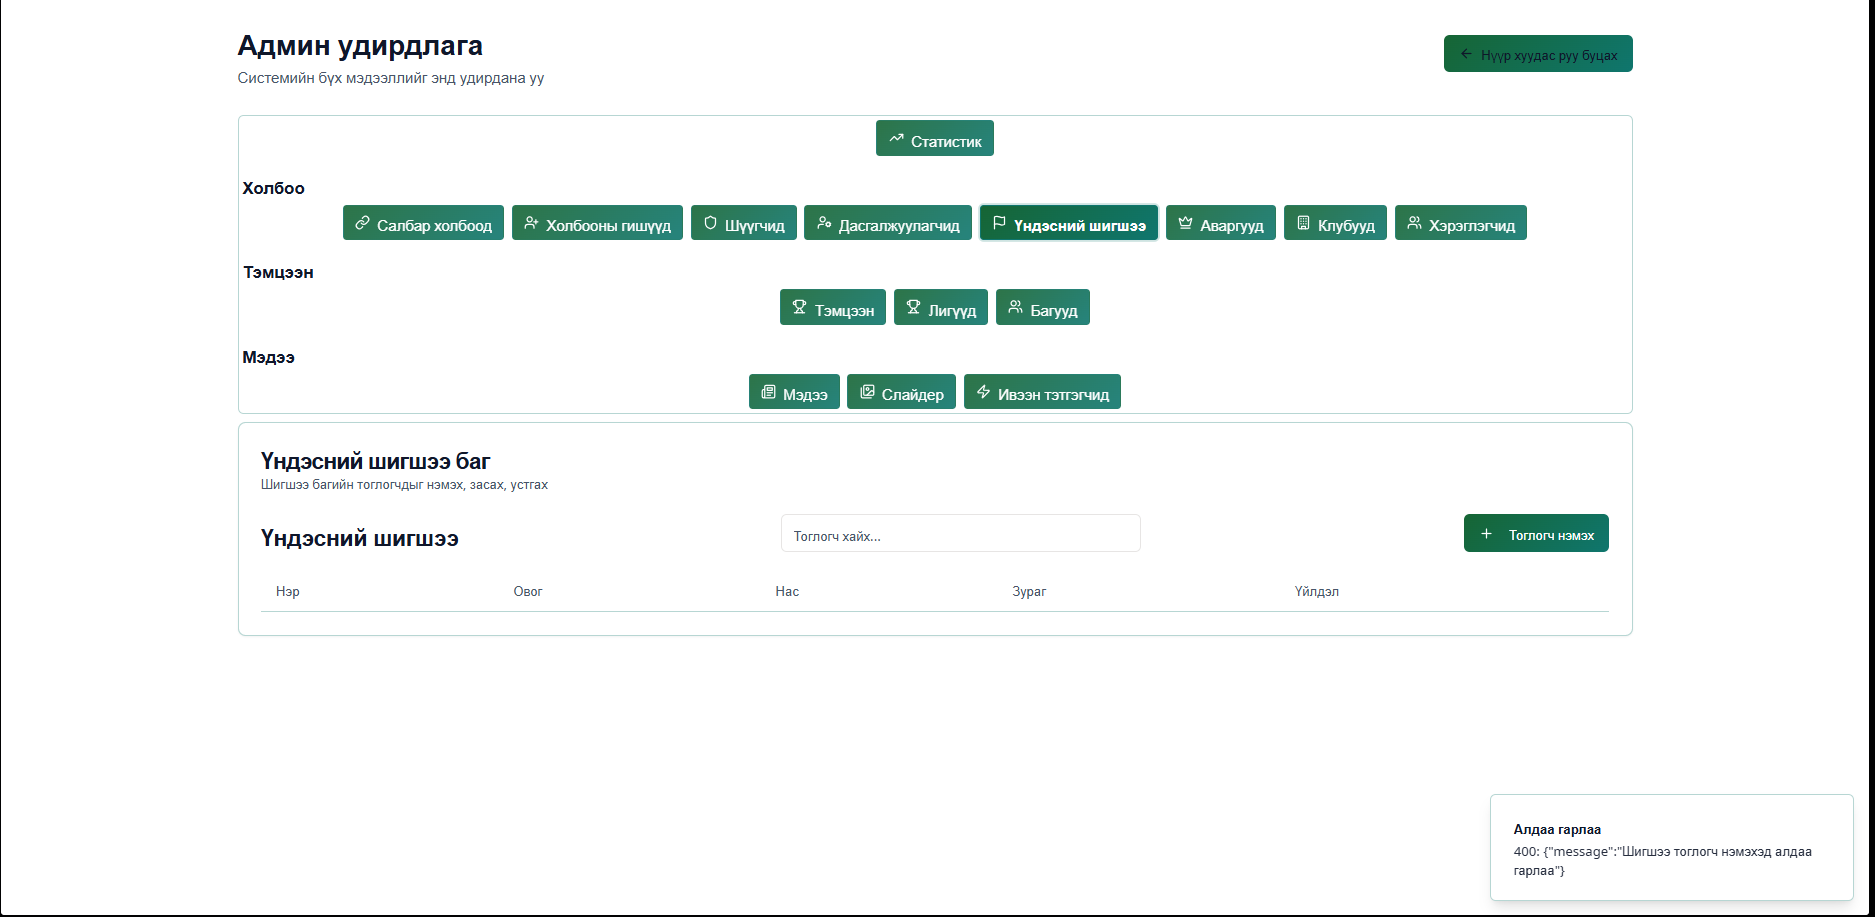 Админ удирдлага
Системийн бүх мэдээллийг энд удирдана уу
Нүүр хуудас руу буцах
Статистик
Холбоо
Салбар холбоод Холбооны гишүүд Шүүгчид Дасгалжуулагчид Үндэсний шигшээ Аваргууд Клубууд Хэрэглэгчид
Тэмцээн
Тэмцээн Лигүүд Багууд
Мэдээ
Мэдээ Слайдер Ивээн тэтгэгчид
Үндэсний шигшээ баг
Шигшээ багийн тоглогчдыг нэмэх, засах, устгах
Үндэсний шигшээ Тоглогч хайх... Тоглогч нэмэх
Нэр Овог Нас Зураг Үйлдэл
Алдаа гарлаа
400: {"message":"Шигшээ тоглогч нэмэхэд алдаа
гарлаа"}